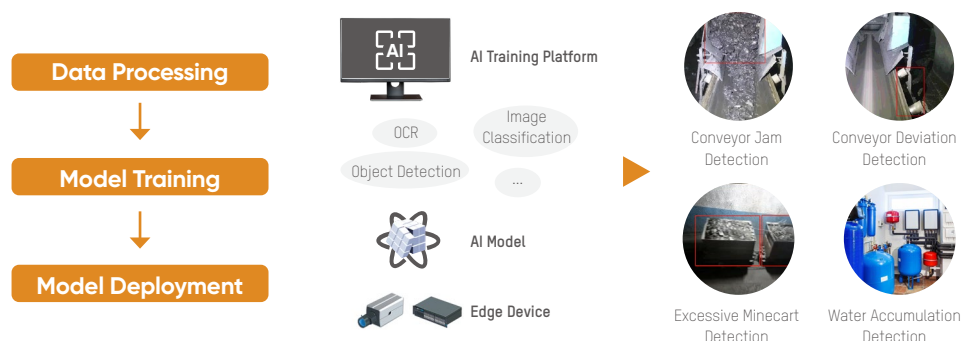 Data Processing
Model Training
Model Deployment
AI
AI Training Platform
OCR
Image
Classification
Object Detection
...
AI Model
Edge Device
Conveyor Jam
Detection
Conveyor Deviation
Detection
Excessive Minecart
Detection
Water Accumulation
Detection